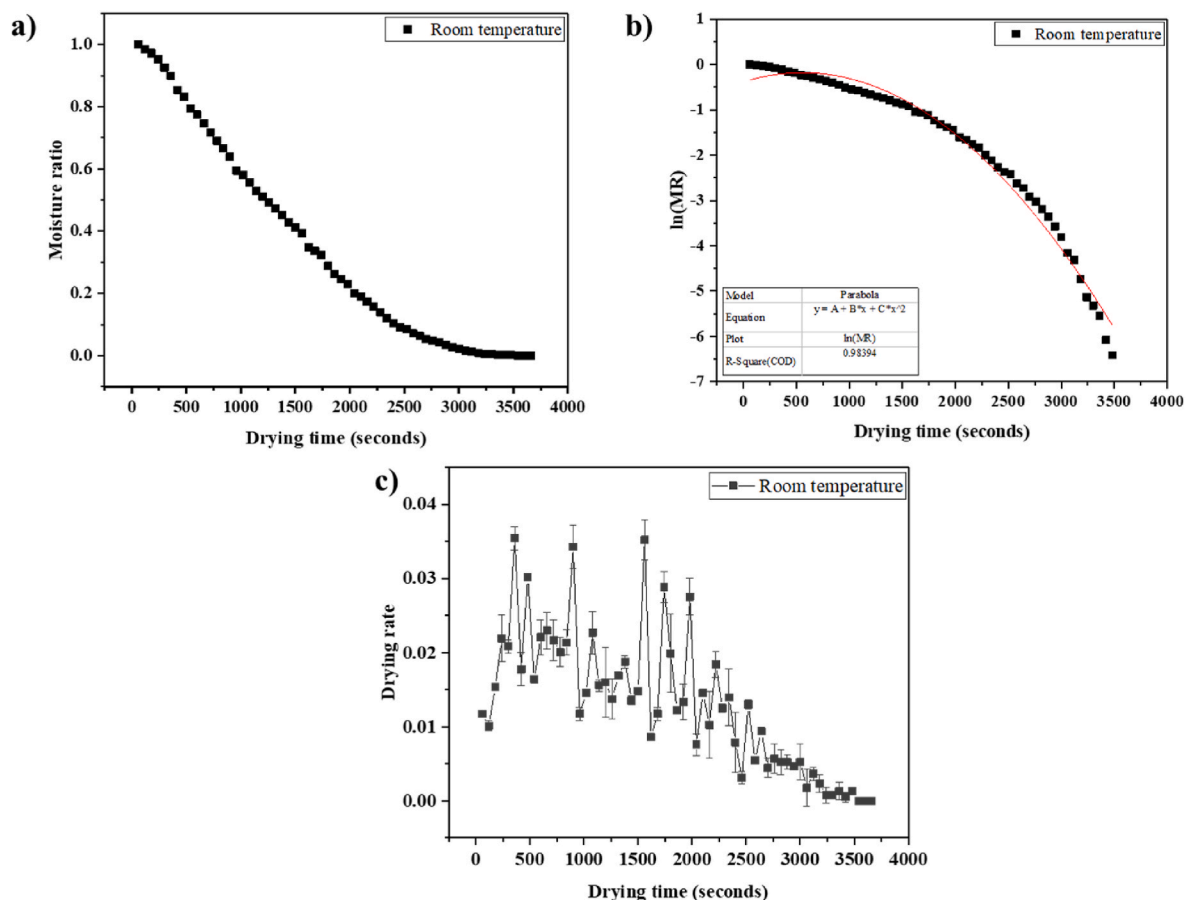 a)
Room temperature
1.0
0.8
0.6
0.4
0.2
0.0
Moisture ratio
0 500 1000 1500 2000 2500 3000 3500 4000
Drying time (seconds)
b)
Room temperature
1
0
-1
-2
-3
-4
-5
-6
-7
ln(MR)
Model Parabola
Equation y = A + B*x + C*x^2
Plot ln(MR)
R-Square(COD) 0.98394
0 500 1000 1500 2000 2500 3000 3500 4000
Drying time (seconds)
c)
Room temperature
0.04
0.03
0.02
0.01
0.00
Drying rate
0 500 1000 1500 2000 2500 3000 3500 4000
Drying time (seconds)